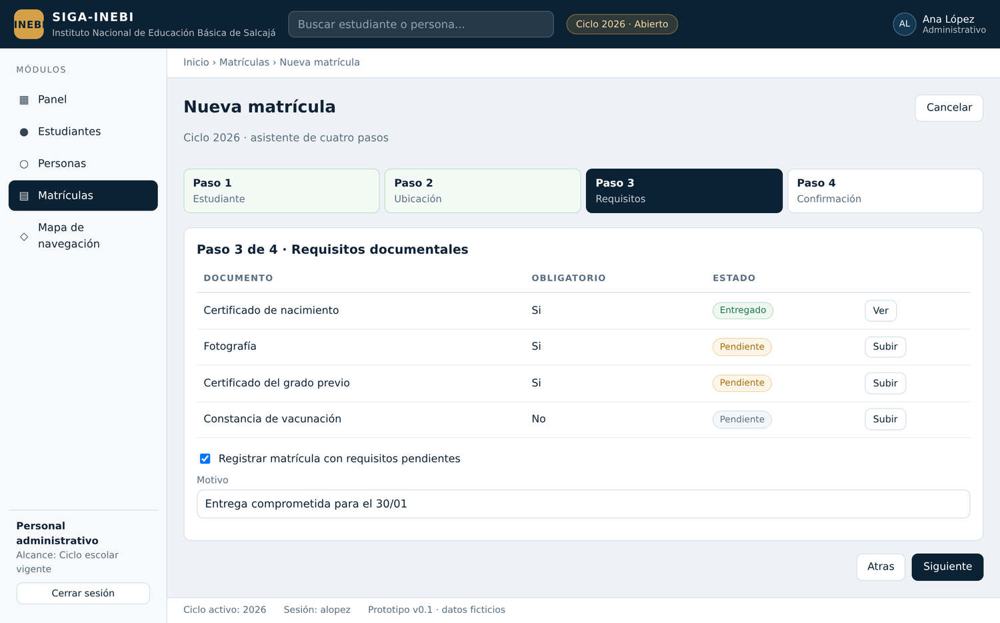 INEBI
SIGA-INEBI
Instituto Nacional de Educación Básica de Salcajá
Buscar estudiante o persona...
Ciclo 2026 · Abierto
AL
Ana López
Administrativo
MÓDULOS
Panel
Estudiantes
Personas
Matrículas
Mapa de
navegación
Personal
administrativo
Alcance: Ciclo escolar
vigente
Cerrar sesión
Inicio › Matrículas › Nueva matrícula
Nueva matrícula
Cancelar
Ciclo 2026 · asistente de cuatro pasos
Paso 1
Estudiante
Paso 2
Ubicación
Paso 3
Requisitos
Paso 4
Confirmación
Paso 3 de 4 · Requisitos documentales
DOCUMENTO OBLIGATORIO ESTADO
Certificado de nacimiento Si Entregado Ver
Fotografía Si Pendiente Subir
Certificado del grado previo Si Pendiente Subir
Constancia de vacunación No Pendiente Subir
Registrar matrícula con requisitos pendientes
Motivo
Entrega comprometida para el 30/01
Atras Siguiente
Ciclo activo: 2026 Sesión: alopez Prototipo v0.1 · datos ficticios